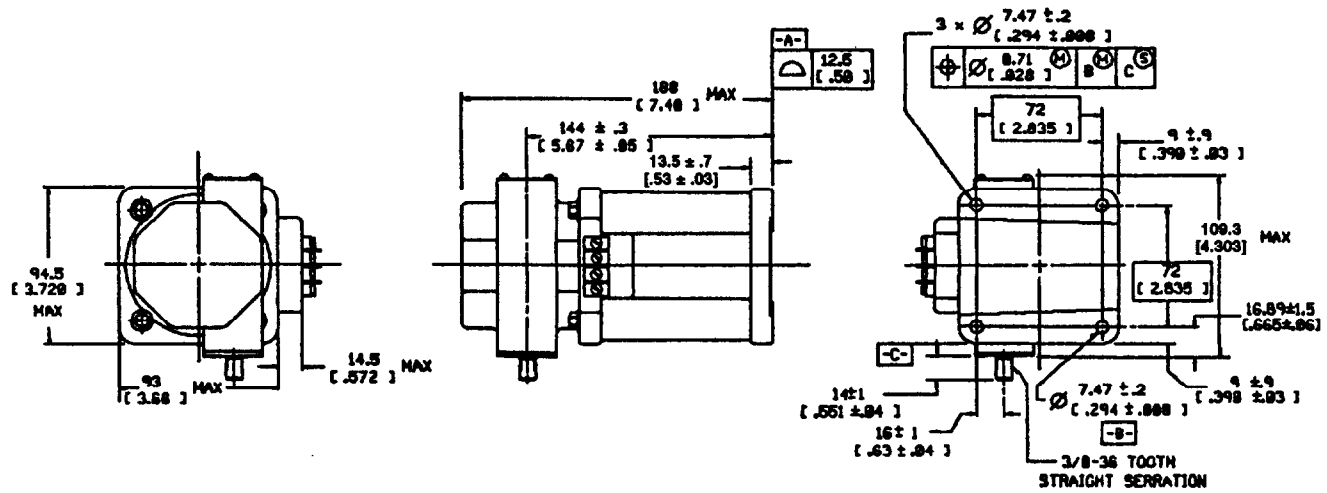 3 × Ø 7.47 ±.2
[ .294 ±.008 ]
-A-
12.5
[ .50 ]
Ø 0.71 Ⓜ B Ⓜ C Ⓢ
[ .028 ]
188 MAX
[ 7.40 ]
72
[ 2.835 ]
144 ± .3
[ 5.67 ± .05 ]
9 ±.9
[ .390 ±.03 ]
13.5 ± .7
[.53 ± .03]
109.3
[4.303] MAX
94.5
[ 3.720 ]
MAX
72
[ 2.835 ]
16.89±1.5
[.665±.06]
-C-
14.5
[ .572 ] MAX
93
[ 3.66 ] MAX
14±1
[ .551 ±.04 ]
Ø 7.47 ±.2
[ .294 ±.008 ]
9 ±.9
[ .390 ±.03 ]
16± 1
[ .63 ±.04 ]
-B-
3/8-36 TOOTH
STRAIGHT SERRATION